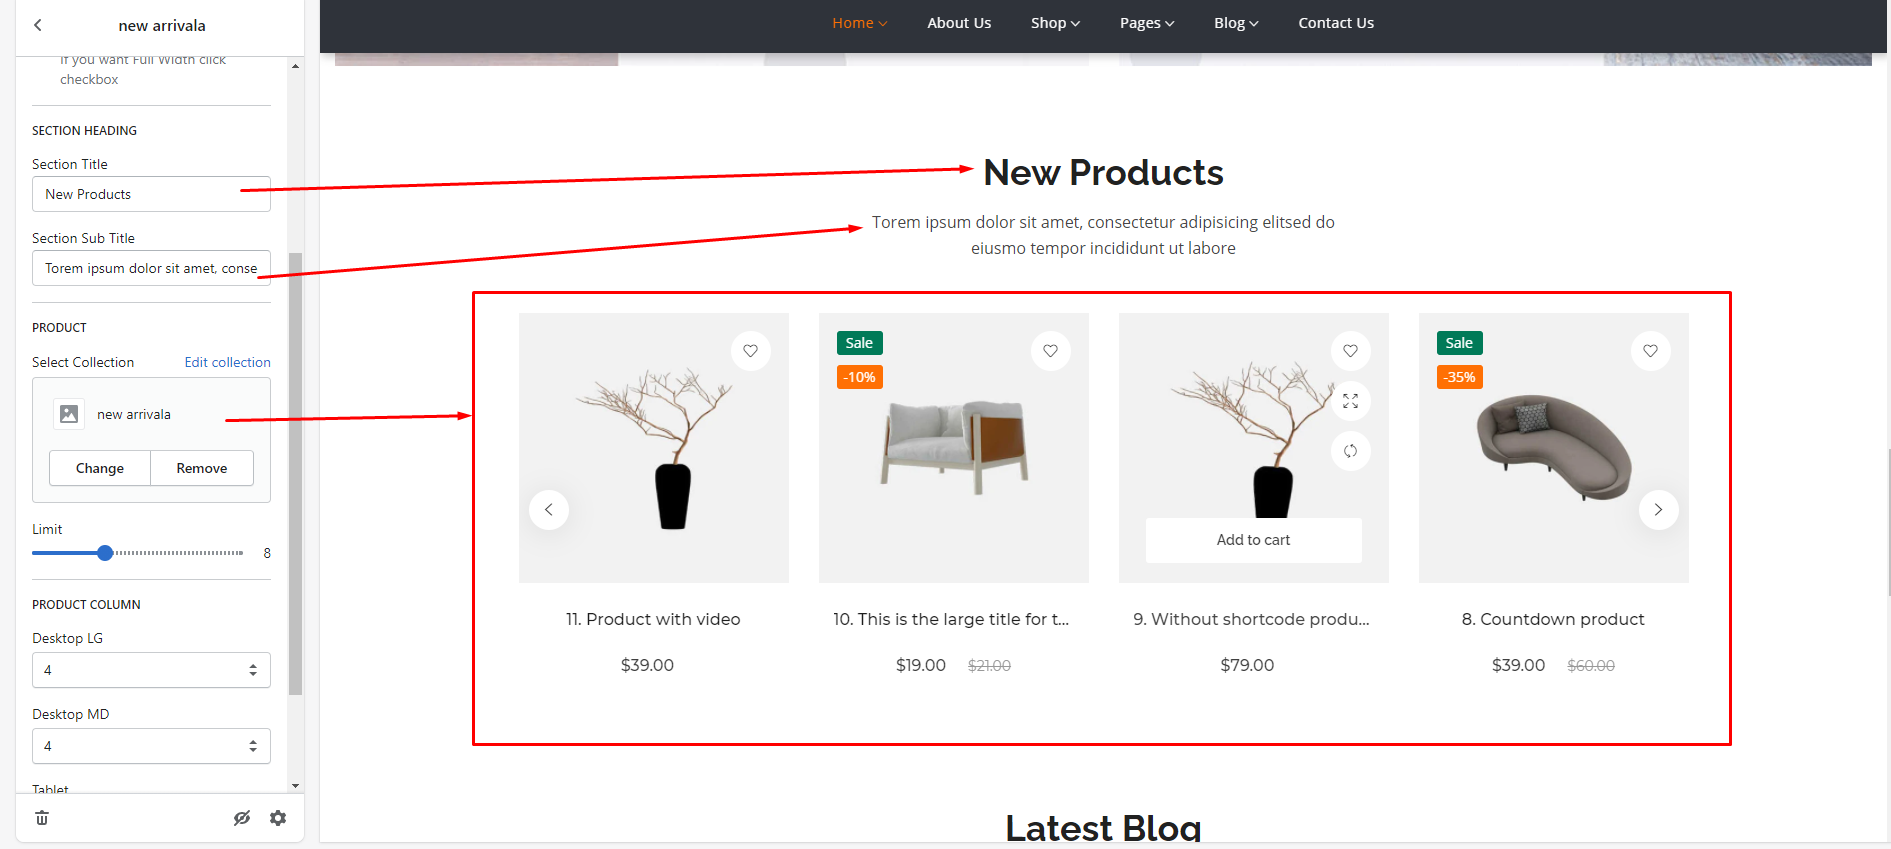 new arrivala
If you want Full Width click
checkbox
SECTION HEADING
Section Title
New Products
Section Sub Title
Torem ipsum dolor sit amet, conse
PRODUCT
Select Collection Edit collection
new arrivala
Change Remove
Limit
8
PRODUCT COLUMN
Desktop LG
4
Desktop MD
4
Tablet
Home About Us Shop Pages Blog Contact Us
New Products
Torem ipsum dolor sit amet, consectetur adipisicing elitsed do
eiusmo tempor incididunt ut labore
Sale
-10%
Sale
-35%
Add to cart
11. Product with video
$39.00
10. This is the large title for t...
$19.00 $21.00
9. Without shortcode produ...
$79.00
8. Countdown product
$39.00 $60.00
Latest Blog